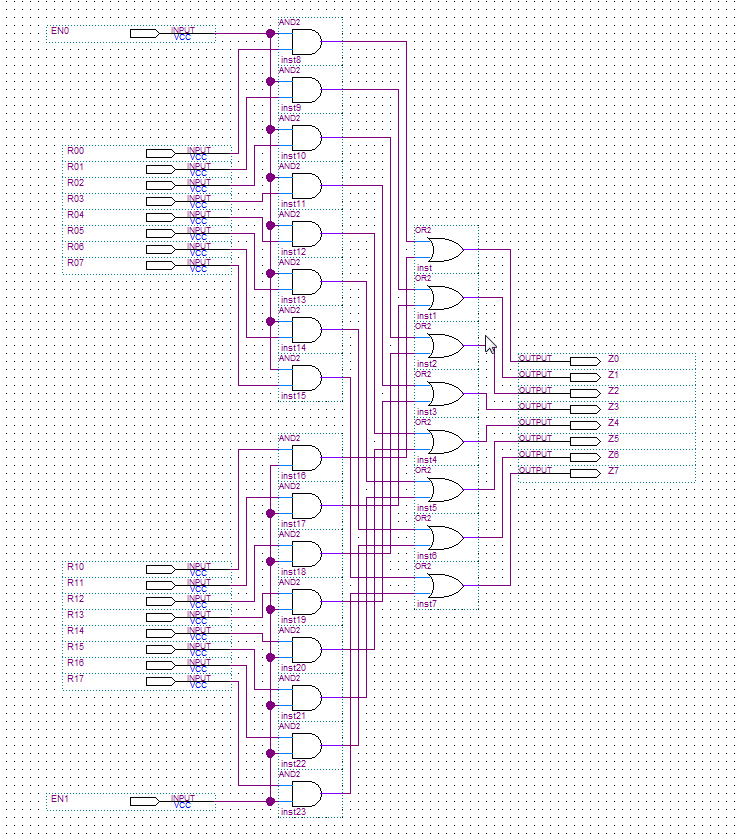 EN0 INPUT VCC
AND2
inst8
AND2
inst9
AND2
inst10
AND2
inst11
AND2
inst12
AND2
inst13
AND2
inst14
AND2
inst15
R00 INPUT VCC
R01 INPUT VCC
R02 INPUT VCC
R03 INPUT VCC
R04 INPUT VCC
R05 INPUT VCC
R06 INPUT VCC
R07 INPUT VCC
OR2
inst
OR2
inst1
OR2
inst2
OR2
inst3
OR2
inst4
OR2
inst5
OR2
inst6
OR2
inst7
OUTPUT Z0
OUTPUT Z1
OUTPUT Z2
OUTPUT Z3
OUTPUT Z4
OUTPUT Z5
OUTPUT Z6
OUTPUT Z7
AND2
inst16
AND2
inst17
AND2
inst18
AND2
inst19
AND2
inst20
AND2
inst21
AND2
inst22
AND2
inst23
R10 INPUT VCC
R11 INPUT VCC
R12 INPUT VCC
R13 INPUT VCC
R14 INPUT VCC
R15 INPUT VCC
R16 INPUT VCC
R17 INPUT VCC
EN1 INPUT VCC